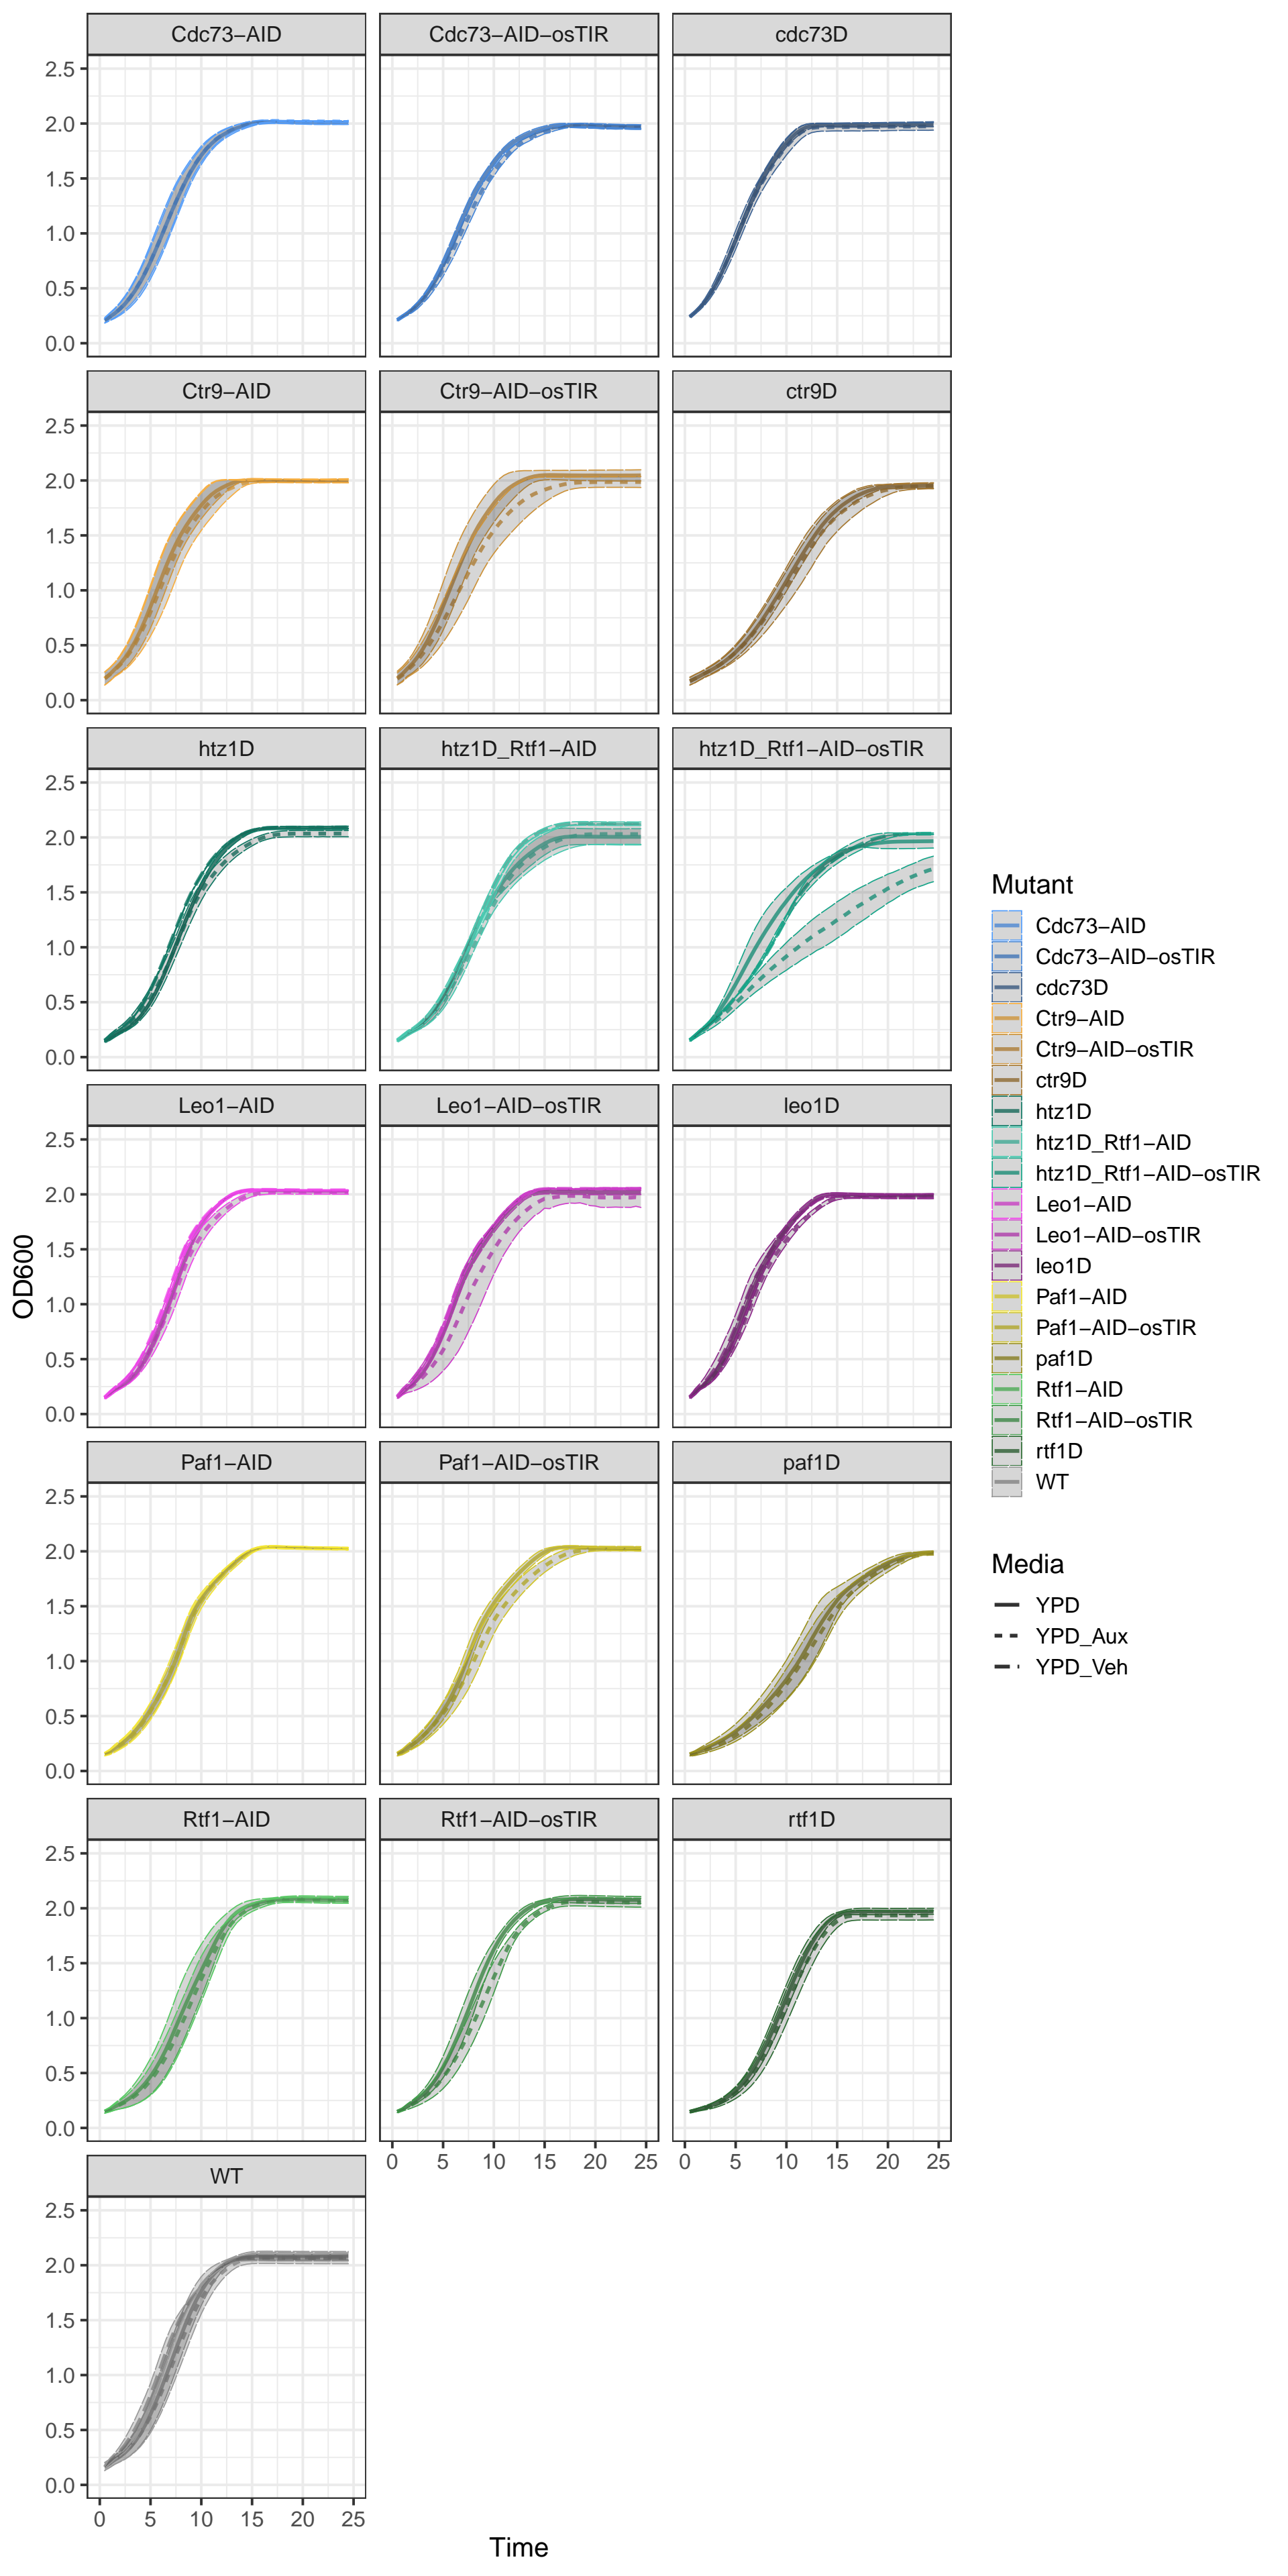 Cdc73−AID
Cdc73−AID−osTIR
cdc73D
2.5
2.0
1.5
1.0
0.5
0.0
Ctr9−AID
Ctr9−AID−osTIR
ctr9D
2.5
2.0
1.5
1.0
0.5
0.0
htz1D
htz1D_Rtf1−AID
htz1D_Rtf1−AID−osTIR
2.5
2.0
1.5
1.0
0.5
0.0
Leo1−AID
Leo1−AID−osTIR
leo1D
2.5
2.0
1.5
1.0
0.5
0.0
Paf1−AID
Paf1−AID−osTIR
paf1D
2.5
2.0
1.5
1.0
0.5
0.0
Rtf1−AID
Rtf1−AID−osTIR
rtf1D
2.5
2.0
1.5
1.0
0.5
0.0
0 5 10 15 20 25
0 5 10 15 20 25
WT
2.5
2.0
1.5
1.0
0.5
0.0
0 5 10 15 20 25
Time
OD600
Mutant
Cdc73−AID
Cdc73−AID−osTIR
cdc73D
Ctr9−AID
Ctr9−AID−osTIR
ctr9D
htz1D
htz1D_Rtf1−AID
htz1D_Rtf1−AID−osTIR
Leo1−AID
Leo1−AID−osTIR
leo1D
Paf1−AID
Paf1−AID−osTIR
paf1D
Rtf1−AID
Rtf1−AID−osTIR
rtf1D
WT
Media
YPD
YPD_Aux
YPD_Veh